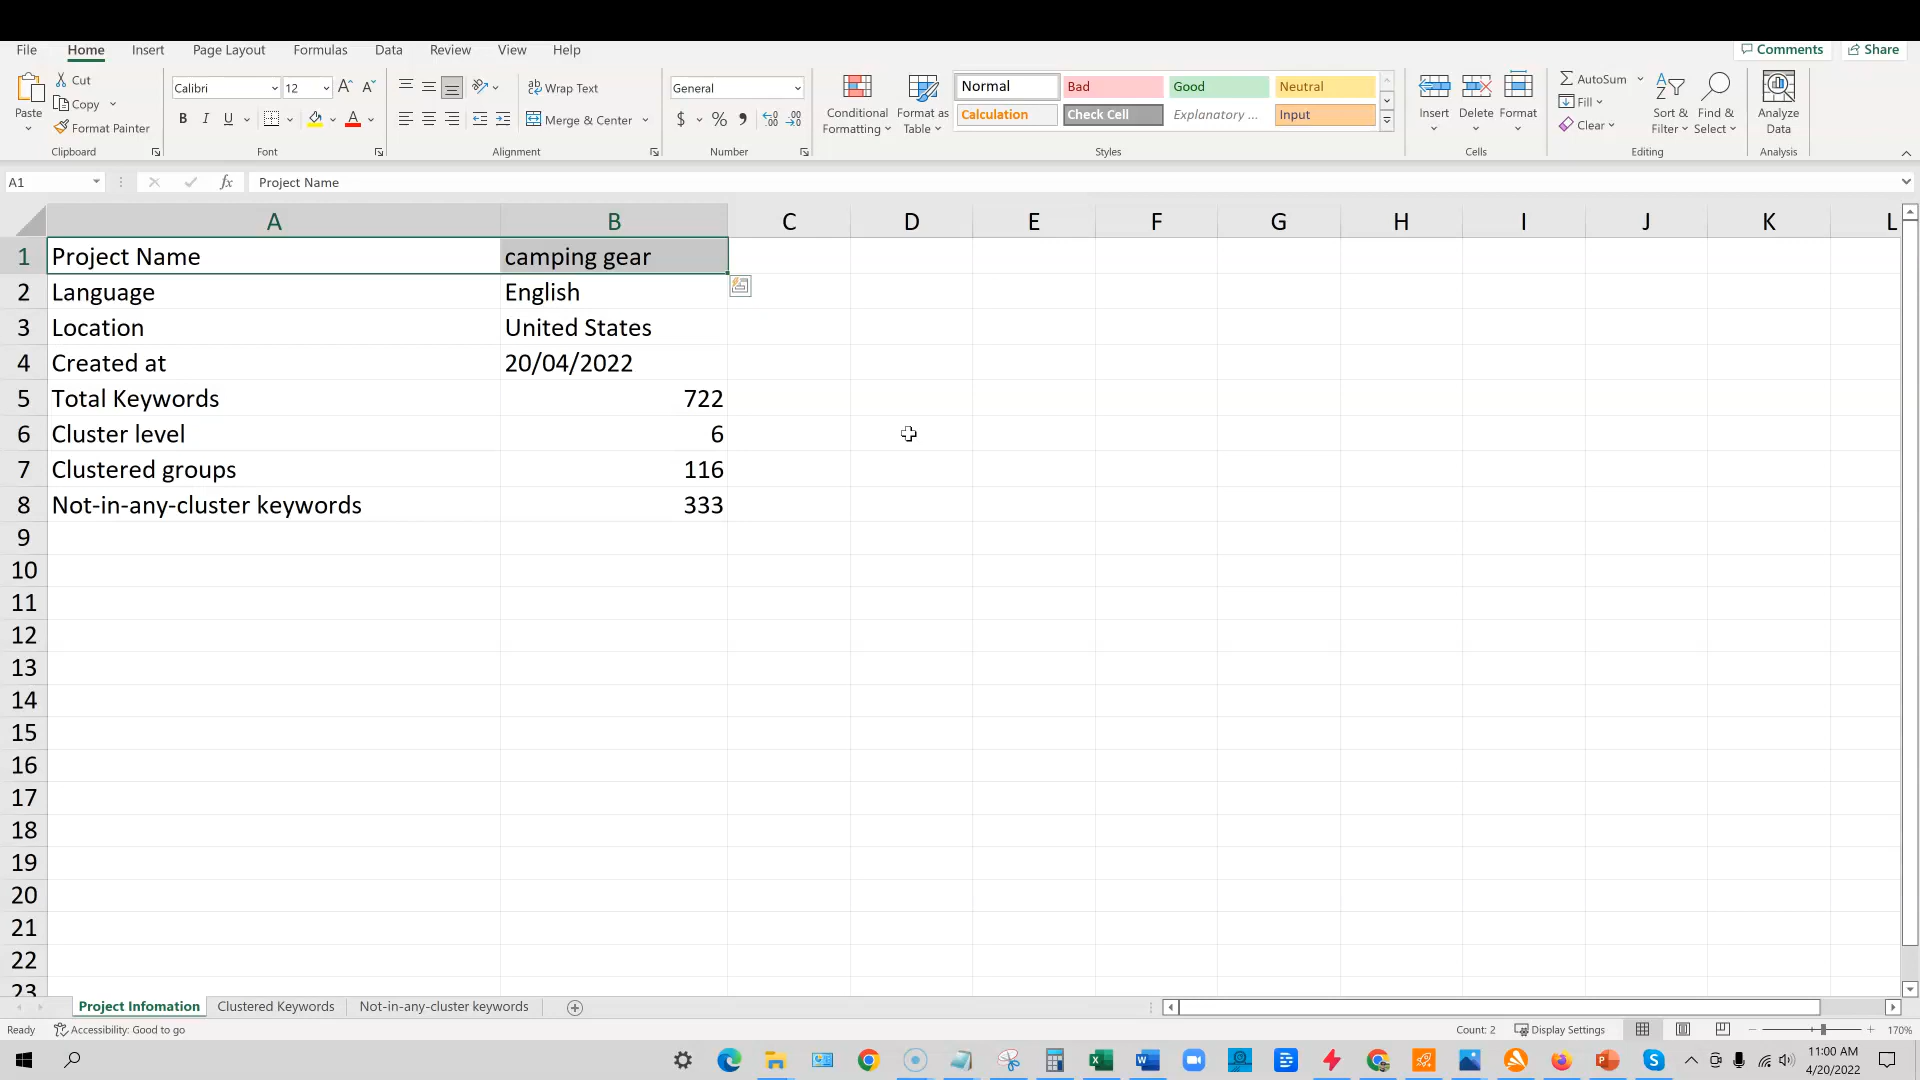 File Home Insert Page Layout Formulas Data Review View Help Comments Share
Paste Cut Copy Format Painter Clipboard
Calibri 12 B I U A Font
Wrap Text Merge & Center Alignment
General $ % Number
Conditional Formatting Format as Table
Normal Bad Good Neutral
Calculation Check Cell Explanatory ... Input
Styles
Insert Delete Format Cells
AutoSum Fill Clear Sort & Filter Find & Select Editing
Analyze Data Analysis
A1 fx Project Name
A B C D E F G H I J K L
1 Project Name camping gear
2 Language English
3 Location United States
4 Created at 20/04/2022
5 Total Keywords 722
6 Cluster level 6
7 Clustered groups 116
8 Not-in-any-cluster keywords 333
9
10
11
12
13
14
15
16
17
18
19
20
21
22
23
Project Infomation Clustered Keywords Not-in-any-cluster keywords
Ready Accessibility: Good to go Count: 2 Display Settings 170%
11:00 AM
4/20/2022